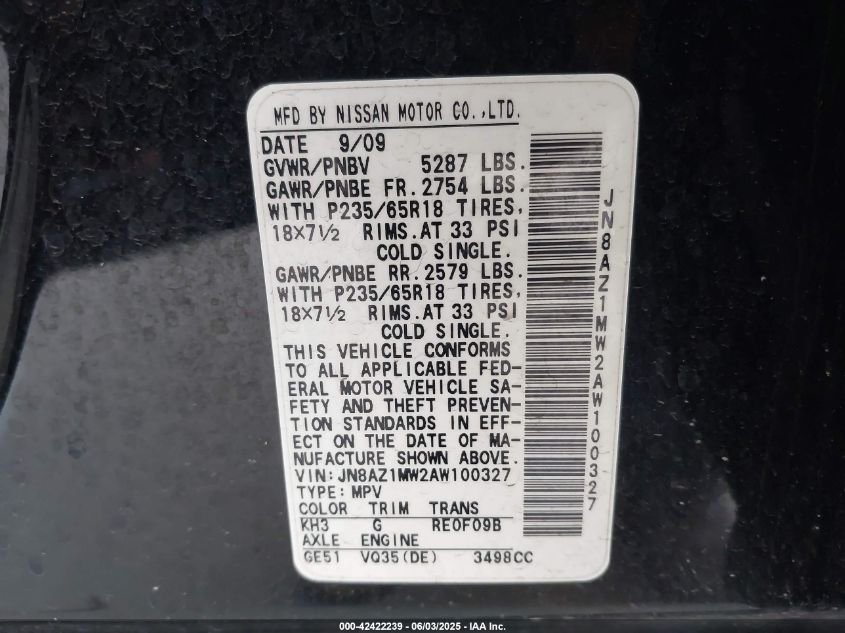 MFD BY NISSAN MOTOR CO.,LTD.
DATE 9/09
GVWR/PNBV 5287 LBS.
GAWR/PNBE FR. 2754 LBS.
WITH P235/65R18 TIRES,
18×7½ RIMS.AT 33 PSI
COLD SINGLE.
GAWR/PNBE RR. 2579 LBS.
WITH P235/65R18 TIRES,
18×7½ RIMS.AT 33 PSI
COLD SINGLE.
THIS VEHICLE CONFORMS
TO ALL APPLICABLE FED-
ERAL MOTOR VEHICLE SA-
FETY AND THEFT PREVEN-
TION STANDARDS IN EFF-
ECT ON THE DATE OF MA-
NUFACTURE SHOWN ABOVE.
VIN: JN8AZ1MW2AW100327
TYPE: MPV
COLOR TRIM TRANS
KH3 G RE0F09B
AXLE ENGINE
GE51 VQ35(DE) 3498CC
JN8AZ1MW2AW100327
000-42422239 - 06/03/2025 - IAA Inc.